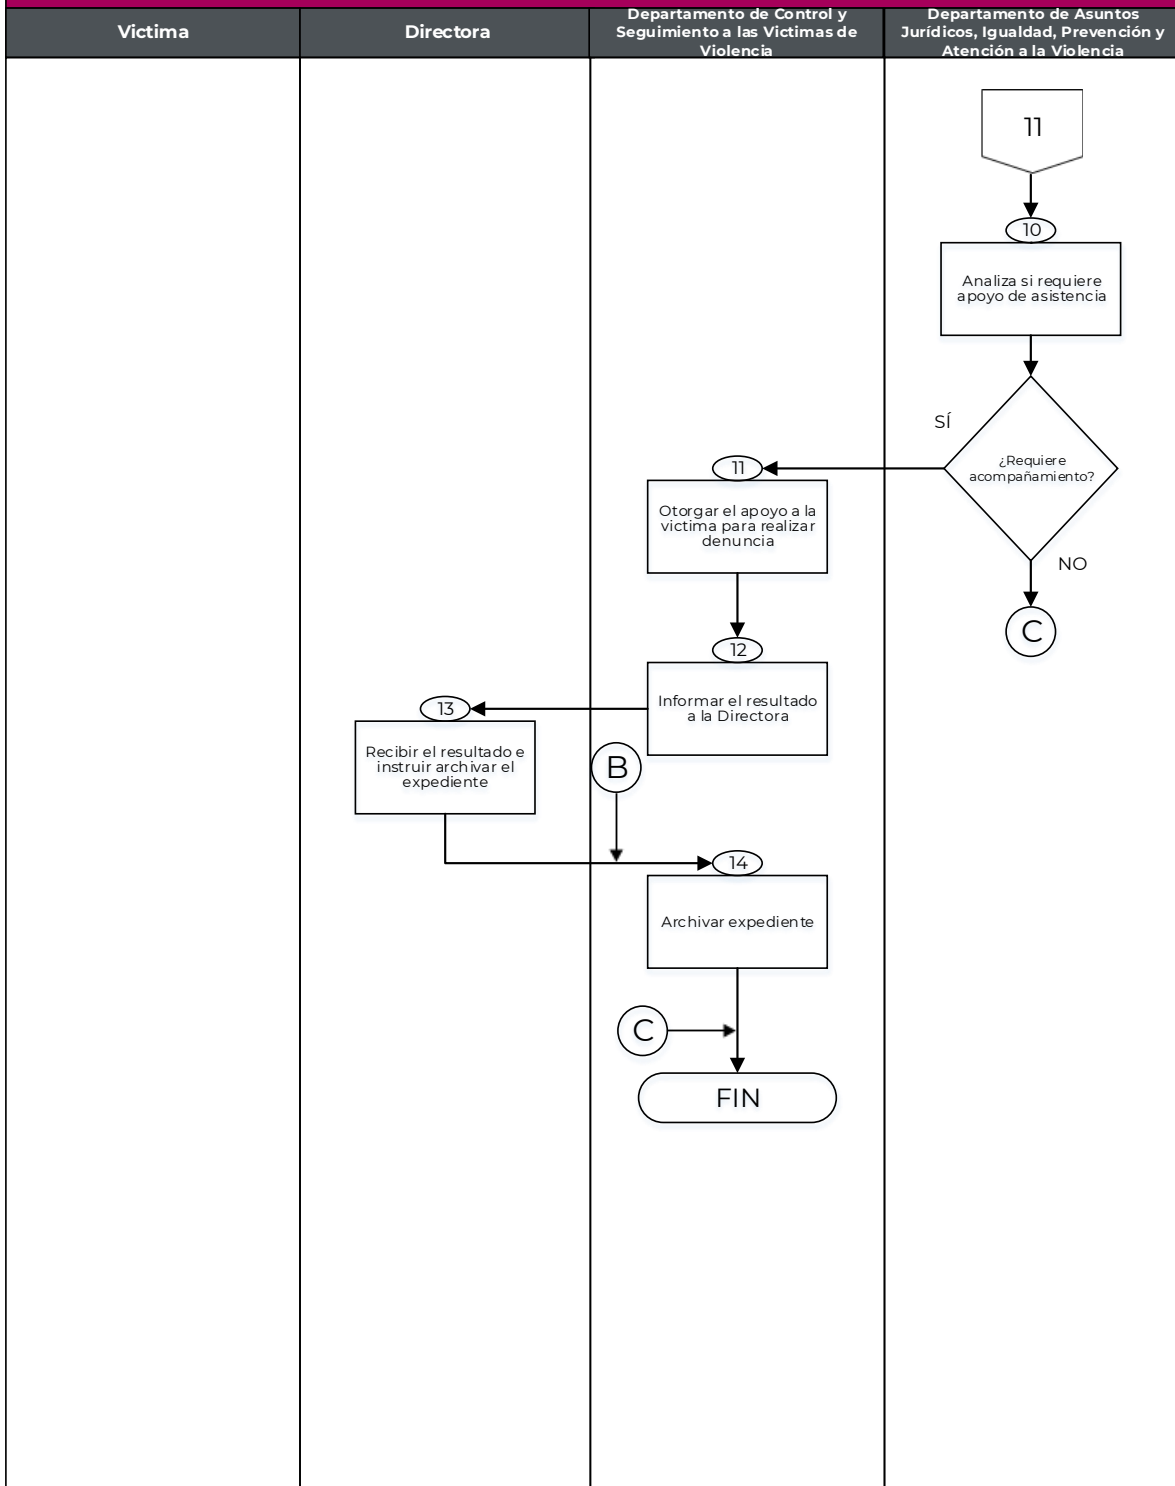 Victima
Directora
Departamento de Control y
Seguimiento a las Victimas de
Violencia
Departamento de Asuntos
Jurídicos, Igualdad, Prevención y
Atención a la Violencia
11
10
Analiza si requiere
apoyo de asistencia
SÍ
¿Requiere
acompañamiento?
NO
C
11
Otorgar el apoyo a la
victima para realizar
denuncia
12
Informar el resultado
a la Directora
13
Recibir el resultado e
instruir archivar el
expediente
B
14
Archivar expediente
C
FIN